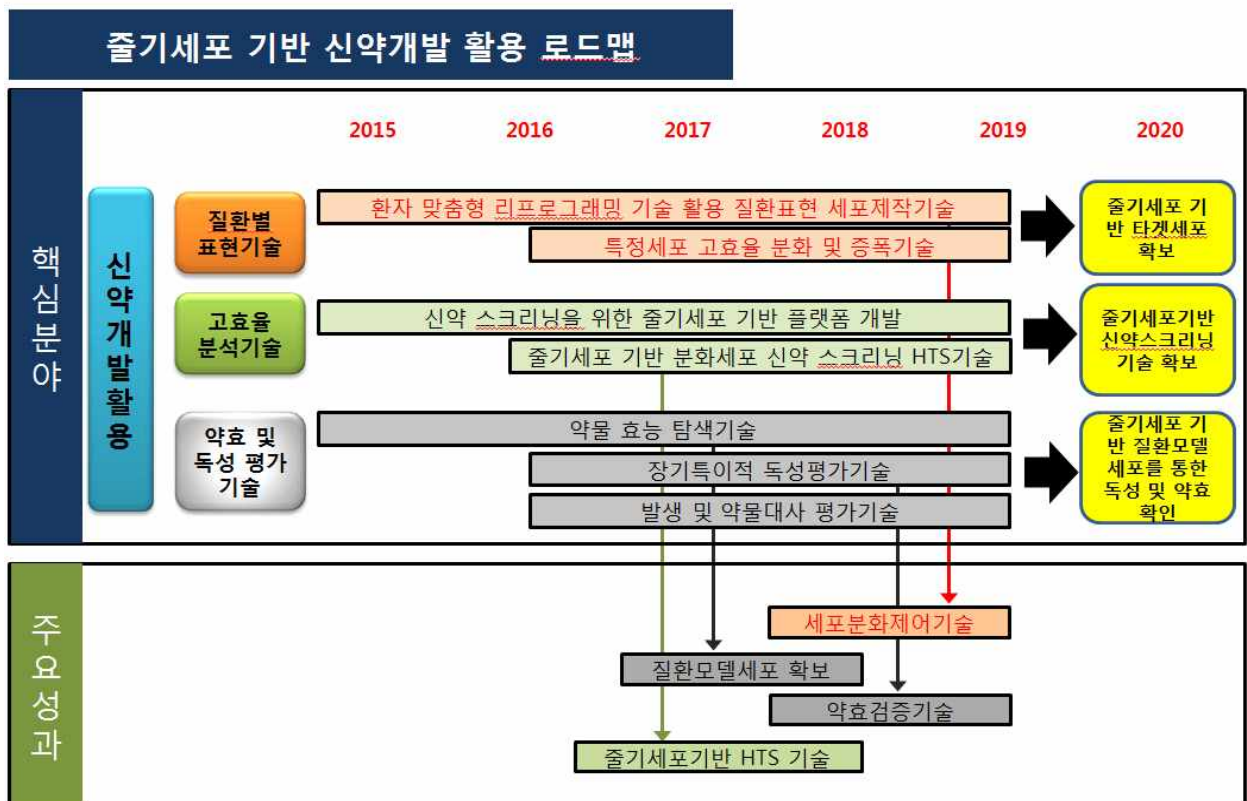 줄기세포 기반 신약개발 활용 로드맵
핵심분야
신약개발활용
2015 2016 2017 2018 2019 2020
질환별
표현기술
환자 맞춤형 리프로그래밍 기술 활용 질환표현 세포제작기술
특정세포 고효율 분화 및 증폭기술
줄기세포 기
반 타겟세포
확보
고효율
분석기술
신약 스크리닝을 위한 줄기세포 기반 플랫폼 개발
줄기세포 기반 분화세포 신약 스크리닝 HTS기술
줄기세포기반
신약스크리닝
기술 확보
약효 및
독성 평가
기술
약물 효능 탐색기술
장기특이적 독성평가기술
발생 및 약물대사 평가기술
줄기세포 기
반 질환모델
세포를 통한
독성 및 약효
확인
주요성과
세포분화제어기술
질환모델세포 확보
약효검증기술
줄기세포기반 HTS 기술